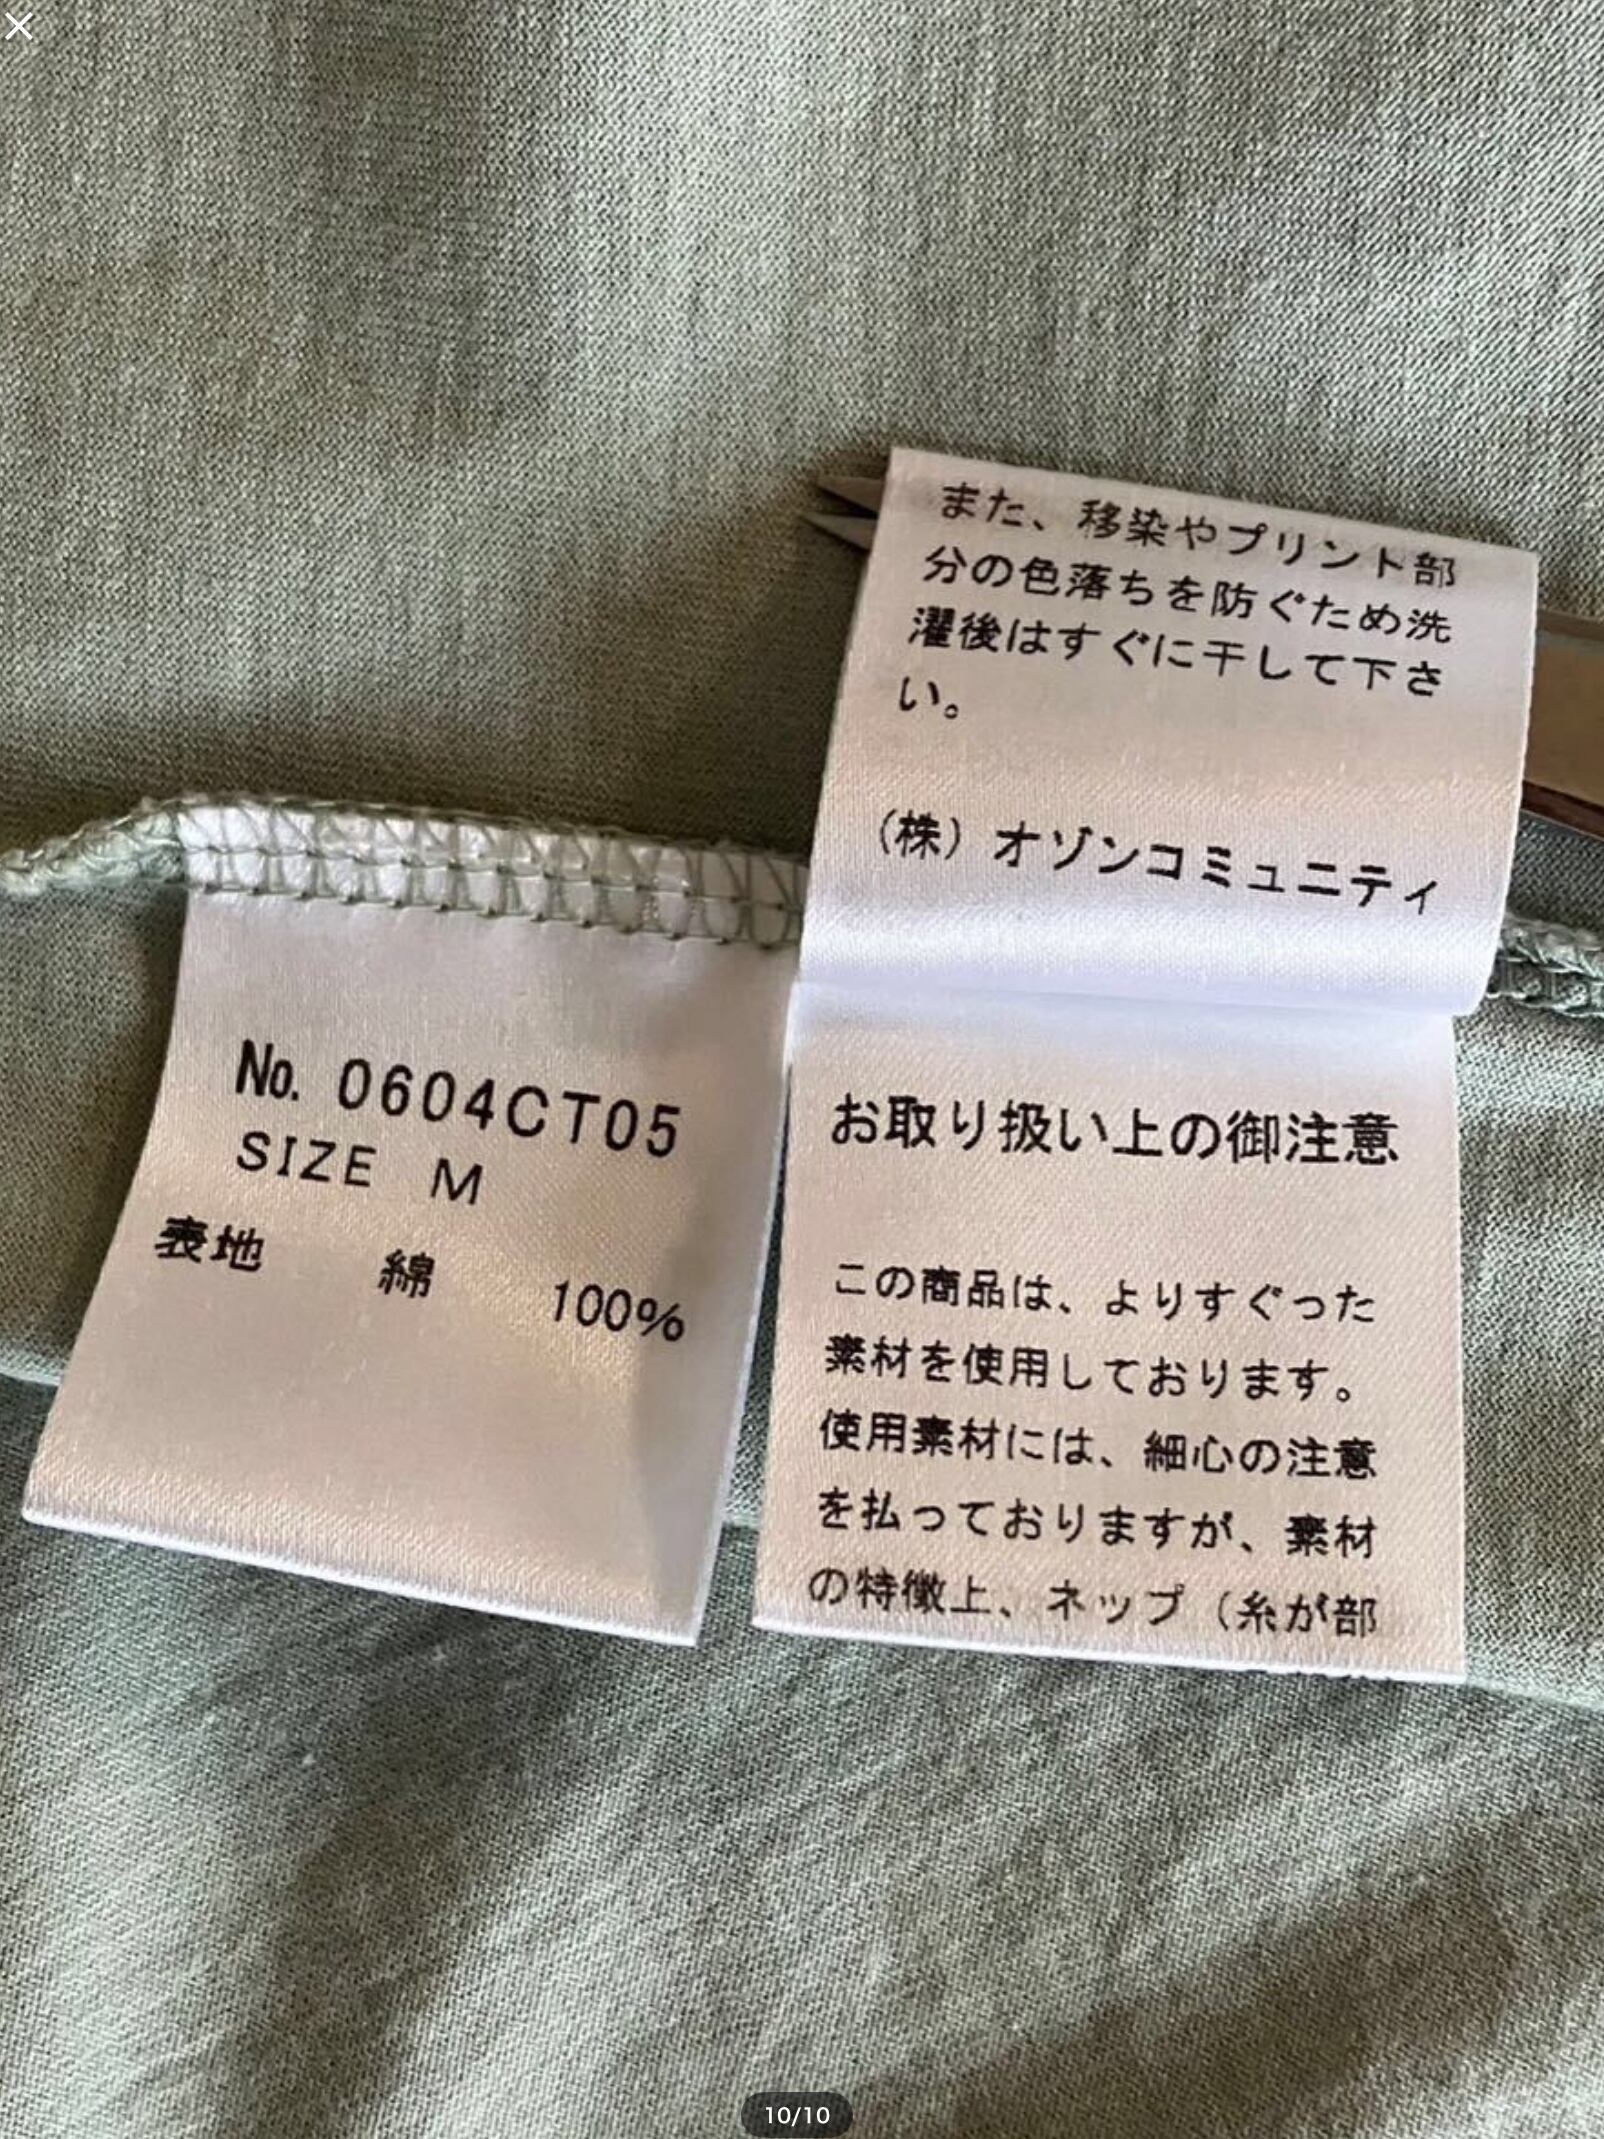 また、移染やプリント部
分の色落ちを防ぐため洗
濯後はすぐに干して下さ
い。
(株) オゾンコミュニティ
No. 0604CT05
SIZE M
表地 綿 100%
お取り扱い上の御注意
この商品は、よりすぐった
素材を使用しております。
使用素材には、細心の注意
を払っておりますが、素材
の特徴上、ネップ（糸が部
10/10